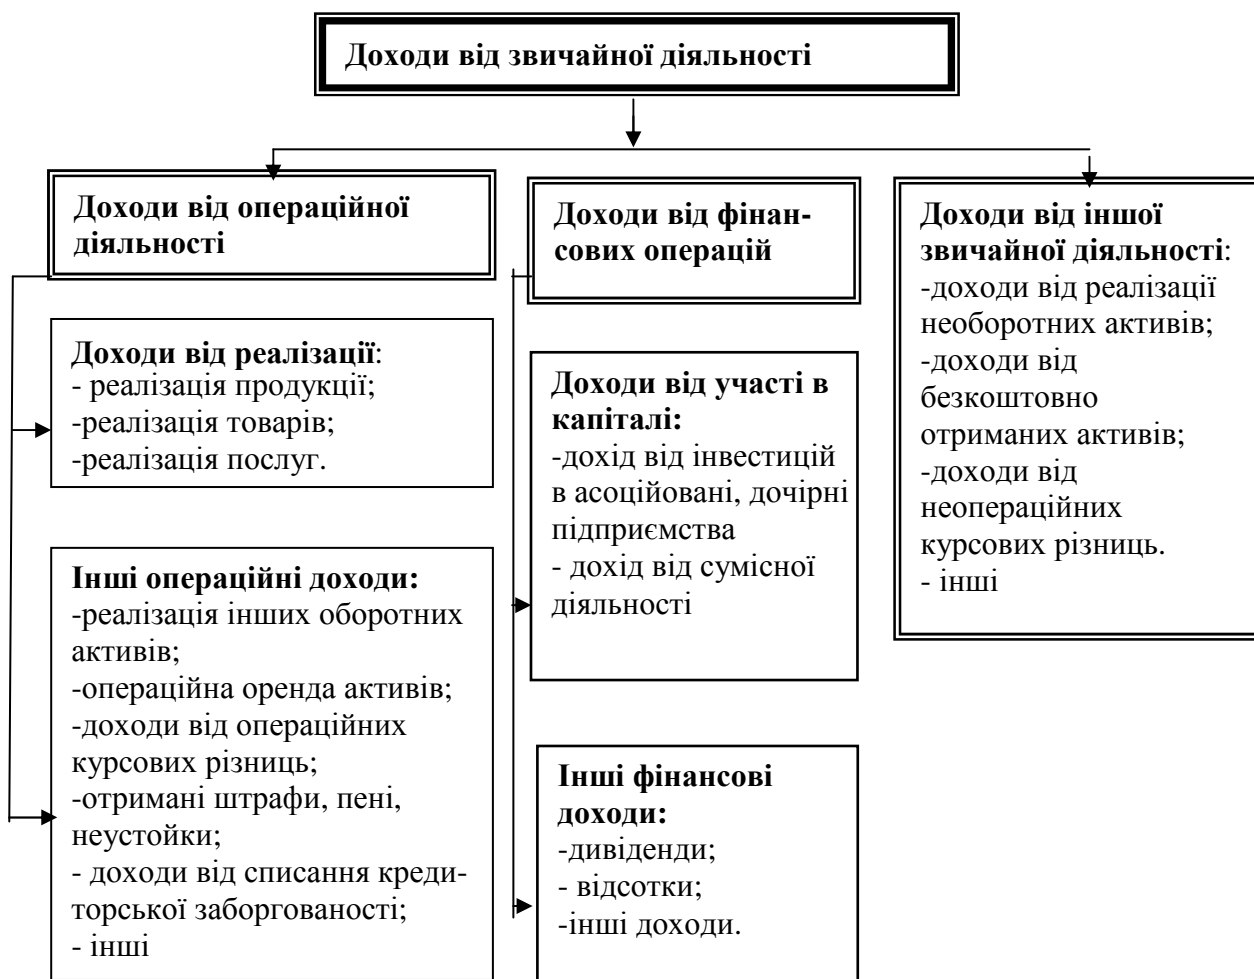 Доходи від звичайної діяльності
Доходи від операційної
діяльності
Доходи від реалізації:
- реалізація продукції;
-реалізація товарів;
-реалізація послуг.
Інші операційні доходи:
-реалізація інших оборотних
активів;
-операційна оренда активів;
-доходи від операційних
курсових різниць;
-отримані штрафи, пені,
неустойки;
- доходи від списання креди-
торської заборгованості;
- інші
Доходи від фінан-
сових операцій
Доходи від участі в
капіталі:
-дохід від інвестицій
в асоційовані, дочірні
підприємства
- дохід від сумісної
діяльності
Інші фінансові
доходи:
-дивіденди;
- відсотки;
-інші доходи.
Доходи від іншої
звичайної діяльності:
-доходи від реалізації
необоротних активів;
-доходи від
безкоштовно
отриманих активів;
-доходи від
неопераційних
курсових різниць.
- інші